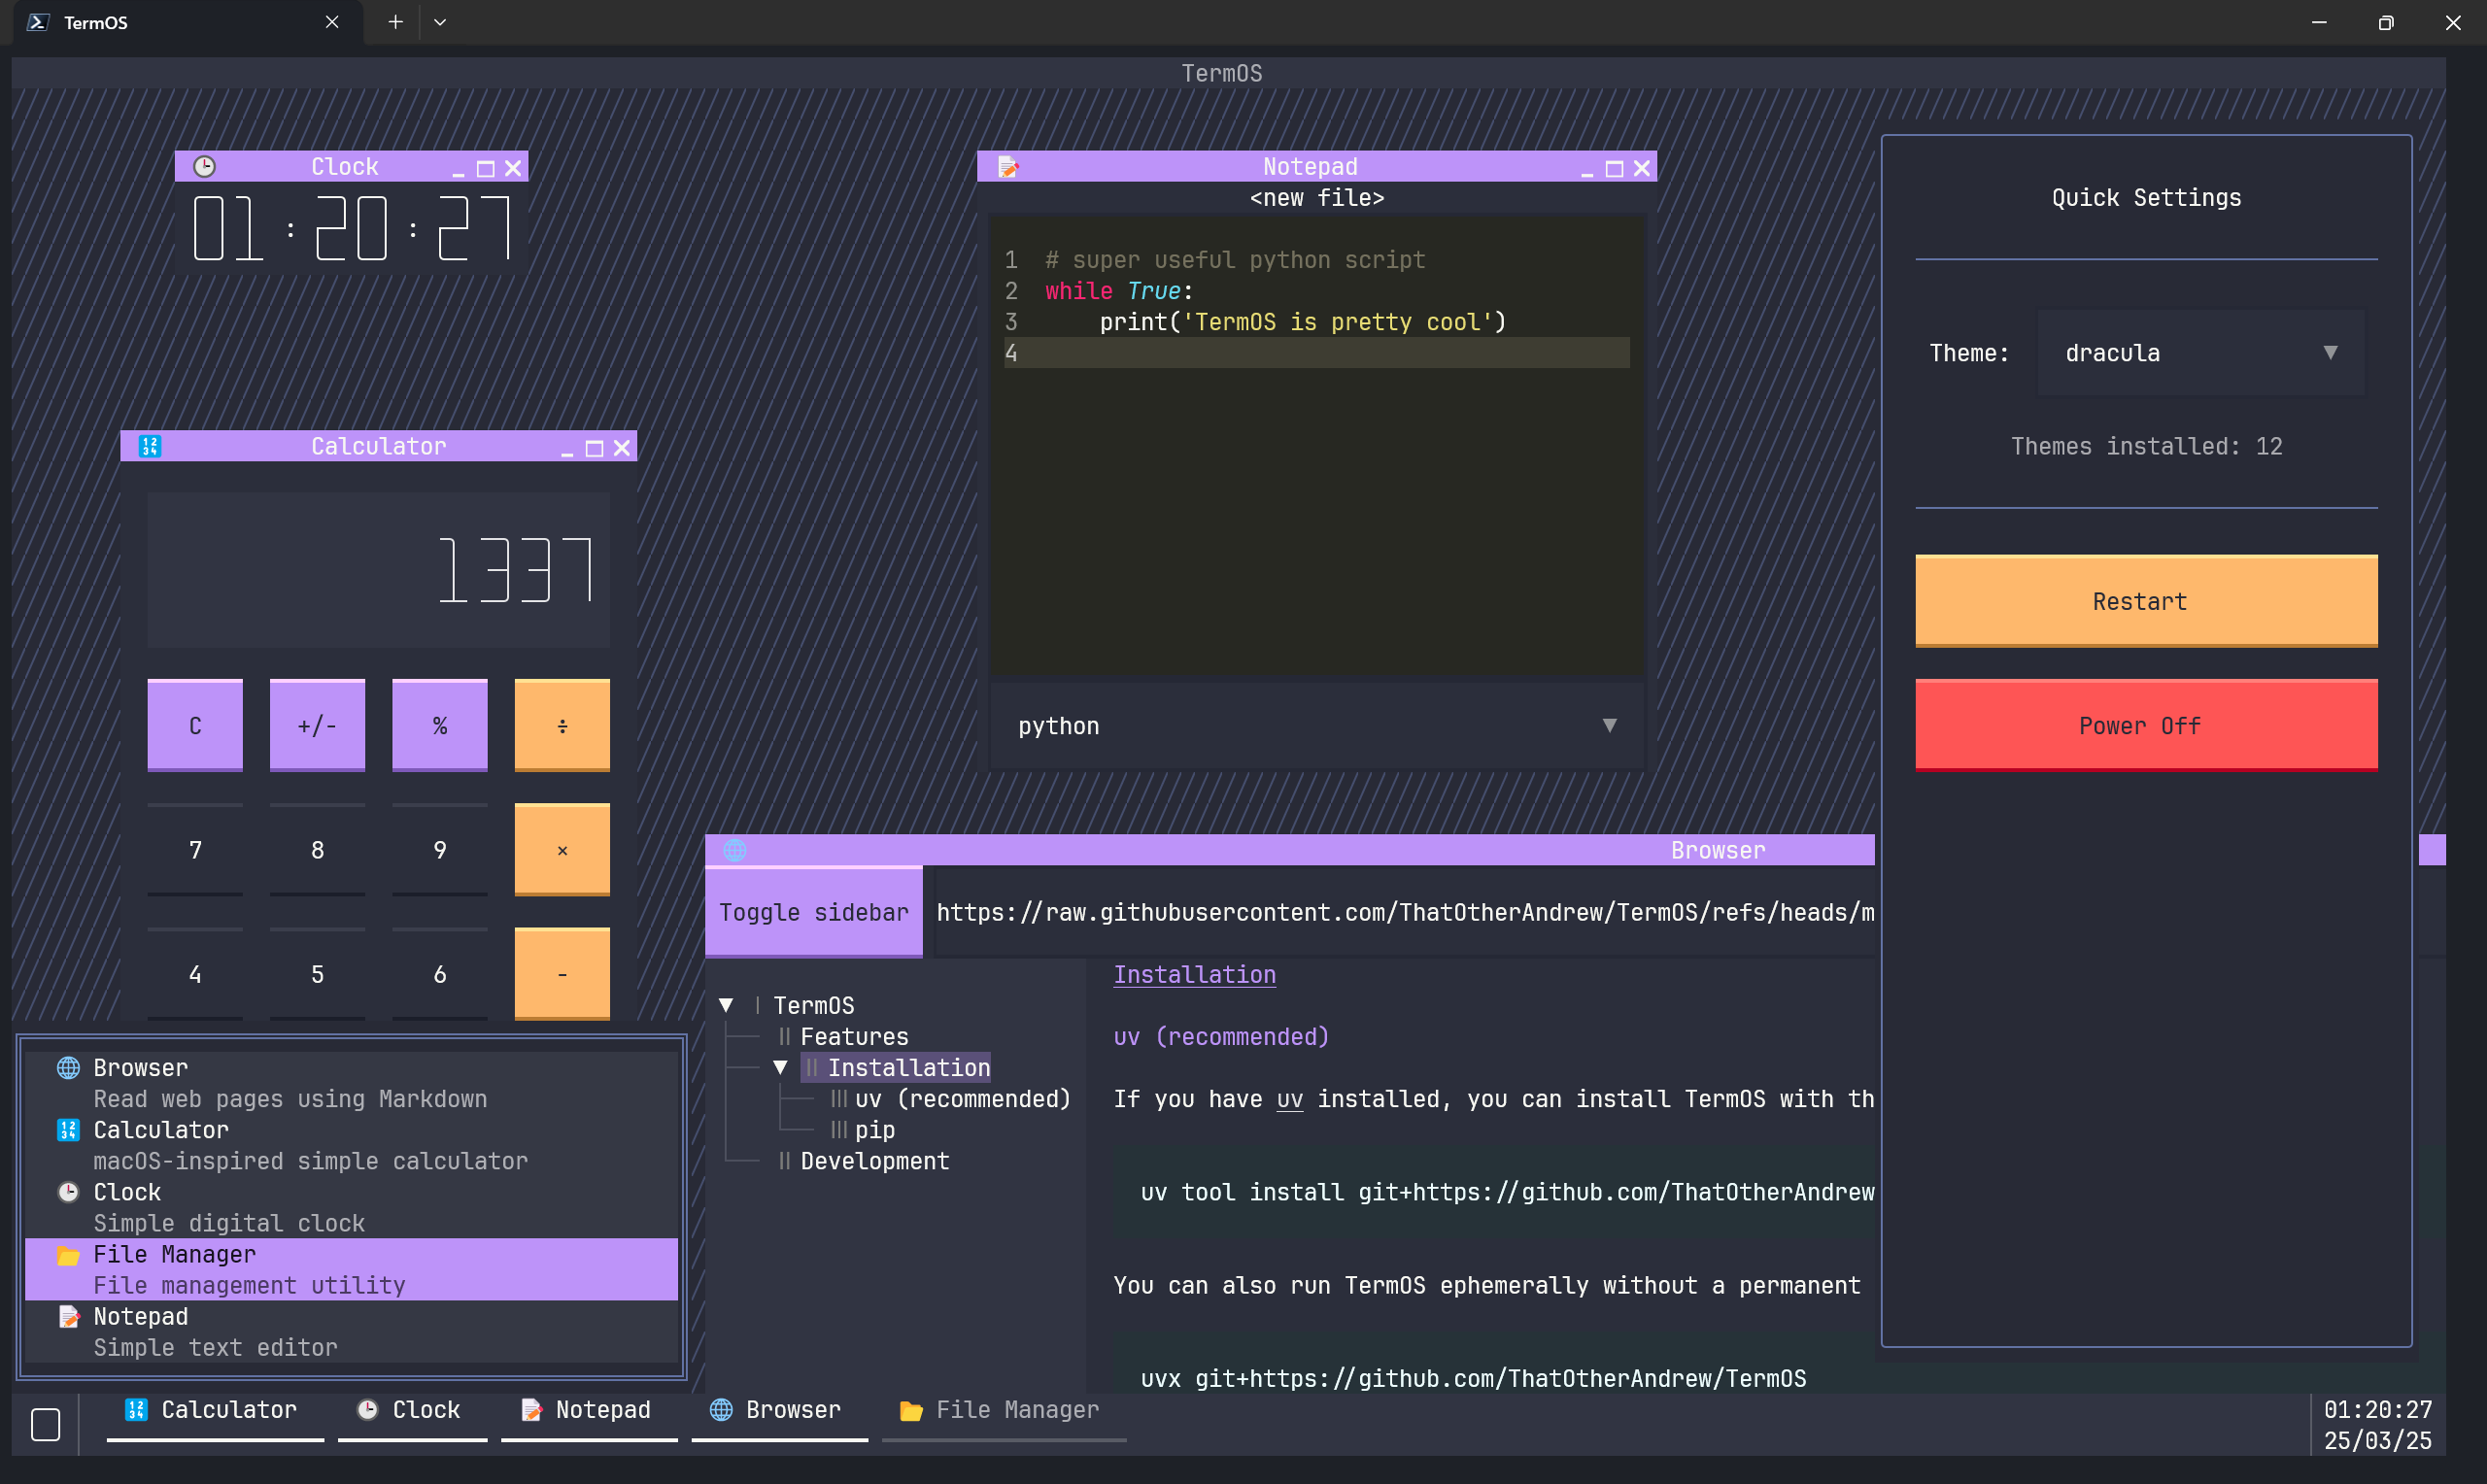 TermOS
TermOS
Clock
01:20:27
Notepad
<new file>
1 # super useful python script
2 while True:
3     print('TermOS is pretty cool')
4
python
Quick Settings
Theme: dracula
Themes installed: 12
Restart
Power Off
Calculator
1337
C +/- % ÷
7 8 9 ×
4 5 6 -
Browser
Toggle sidebar https://raw.githubusercontent.com/ThatOtherAndrew/TermOS/refs/heads/m
TermOS
Features
Installation
uv (recommended)
pip
Development
Installation
uv (recommended)
If you have uv installed, you can install TermOS with th
uv tool install git+https://github.com/ThatOtherAndrew
You can also run TermOS ephemerally without a permanent
uvx git+https://github.com/ThatOtherAndrew/TermOS
Browser
Read web pages using Markdown
Calculator
macOS-inspired simple calculator
Clock
Simple digital clock
File Manager
File management utility
Notepad
Simple text editor
Calculator Clock Notepad Browser File Manager
01:20:27
25/03/25